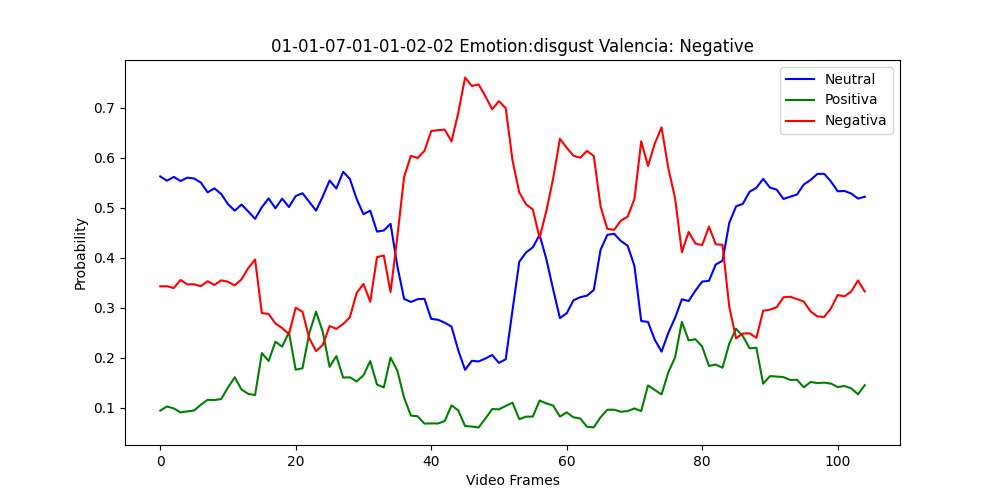 01-01-07-01-01-02-02 Emotion:disgust Valencia: Negative
Neutral
Positiva
Negativa
Probability
0.7
0.6
0.5
0.4
0.3
0.2
0.1
0 20 40 60 80 100
Video Frames